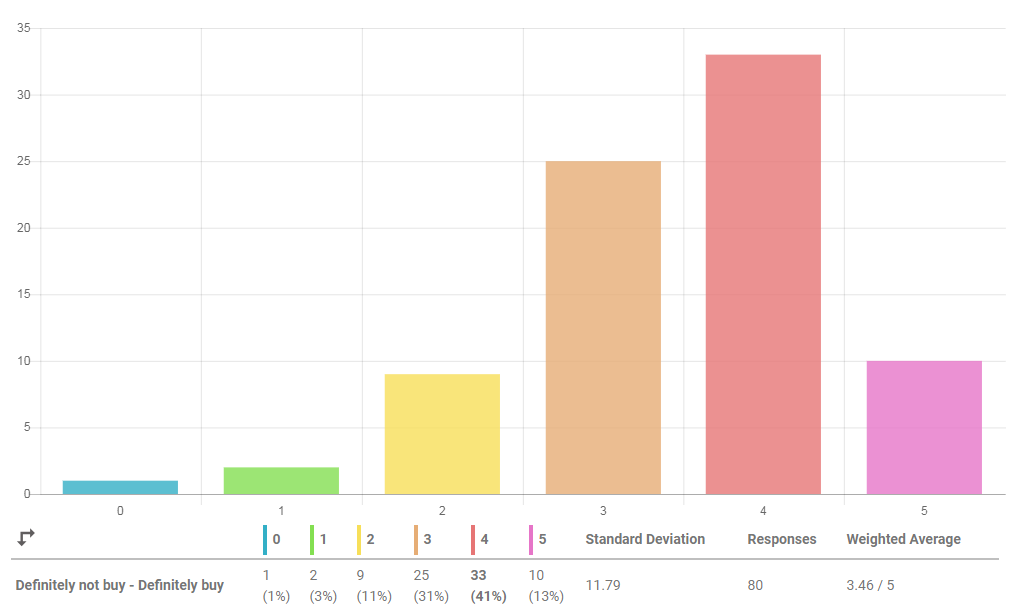 35
30
25
20
15
10
5
0
0 1 2 3 4 5
0 1 2 3 4 5 Standard Deviation Responses Weighted Average
Definitely not buy - Definitely buy 1 2 9 25 33 10 11.79 80 3.46 / 5
(1%) (3%) (11%) (31%) (41%) (13%)